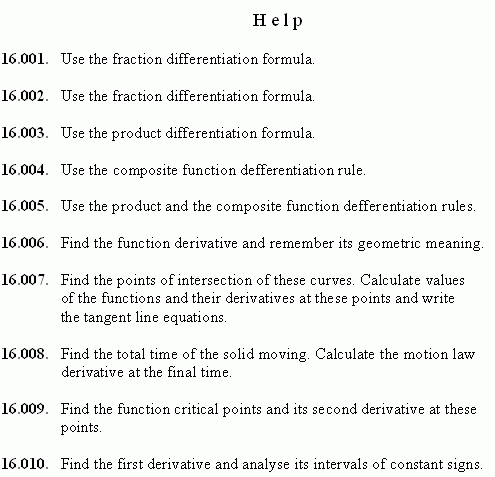 Help
16.001. Use the fraction differentiation formula.
16.002. Use the fraction differentiation formula.
16.003. Use the product differentiation formula.
16.004. Use the composite function defferentiation rule.
16.005. Use the product and the composite function defferentiation rules.
16.006. Find the function derivative and remember its geometric meaning.
16.007. Find the points of intersection of these curves. Calculate values
of the functions and their derivatives at these points and write
the tangent line equations.
16.008. Find the total time of the solid moving. Calculate the motion law
derivative at the final time.
16.009. Find the function critical points and its second derivative at these
points.
16.010. Find the first derivative and analyse its intervals of constant signs.